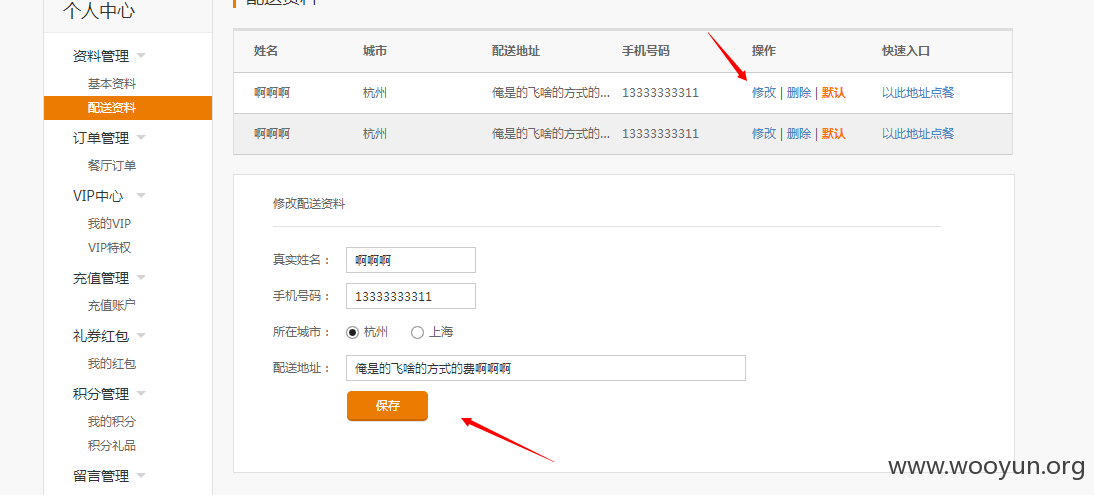 个人中心
配送资料
资料管理
基本资料
配送资料
订单管理
餐厅订单
VIP中心
我的VIP
VIP特权
充值管理
充值账户
礼券红包
我的红包
积分管理
我的积分
积分礼品
留言管理
姓名 城市 配送地址 手机号码 操作 快速入口
啊啊啊 杭州 俺是的飞啥的方式的... 13333333311 修改 | 删除 | 默认 以此地址点餐
啊啊啊 杭州 俺是的飞啥的方式的... 13333333311 修改 | 删除 | 默认 以此地址点餐
修改配送资料
真实姓名： 啊啊啊
手机号码： 13333333311
所在城市： 杭州 上海
配送地址： 俺是的飞啥的方式的费啊啊啊
保存
www.wooyun.org